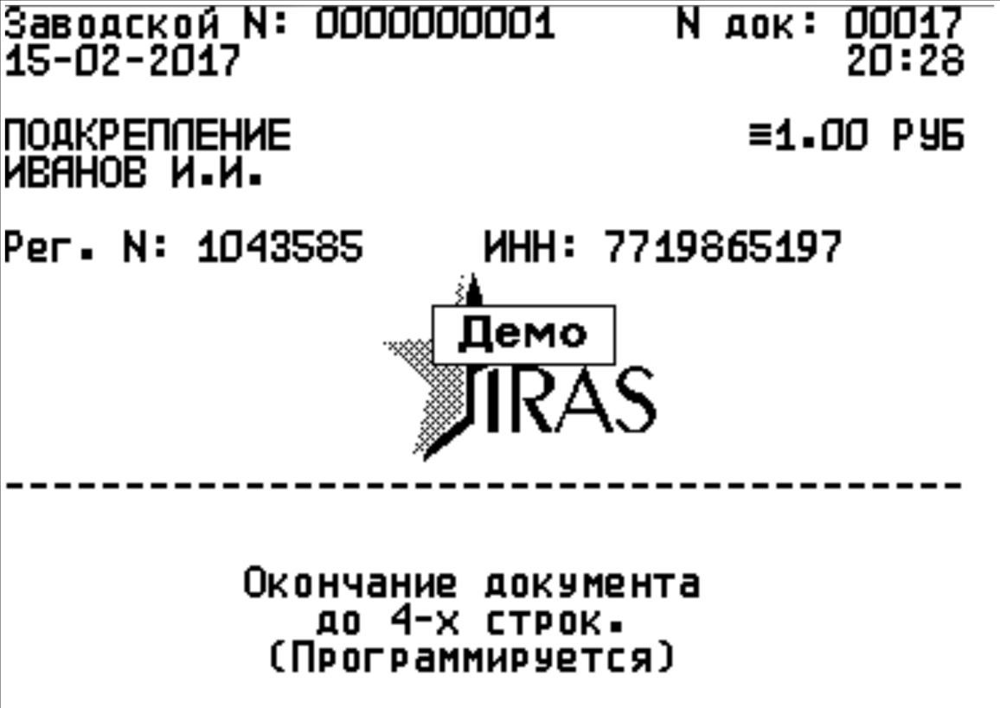 Заводской N: 0000000001 N док: 00017
15-02-2017 20:28
ПОДКРЕПЛЕНИЕ ≡1.00 РУБ
ИВАНОВ И.И.
Рег. N: 1043585 ИНН: 7719865197
Демо
ЛRAS
----------------------------------------
Окончание документа
до 4-х строк.
(Программируется)